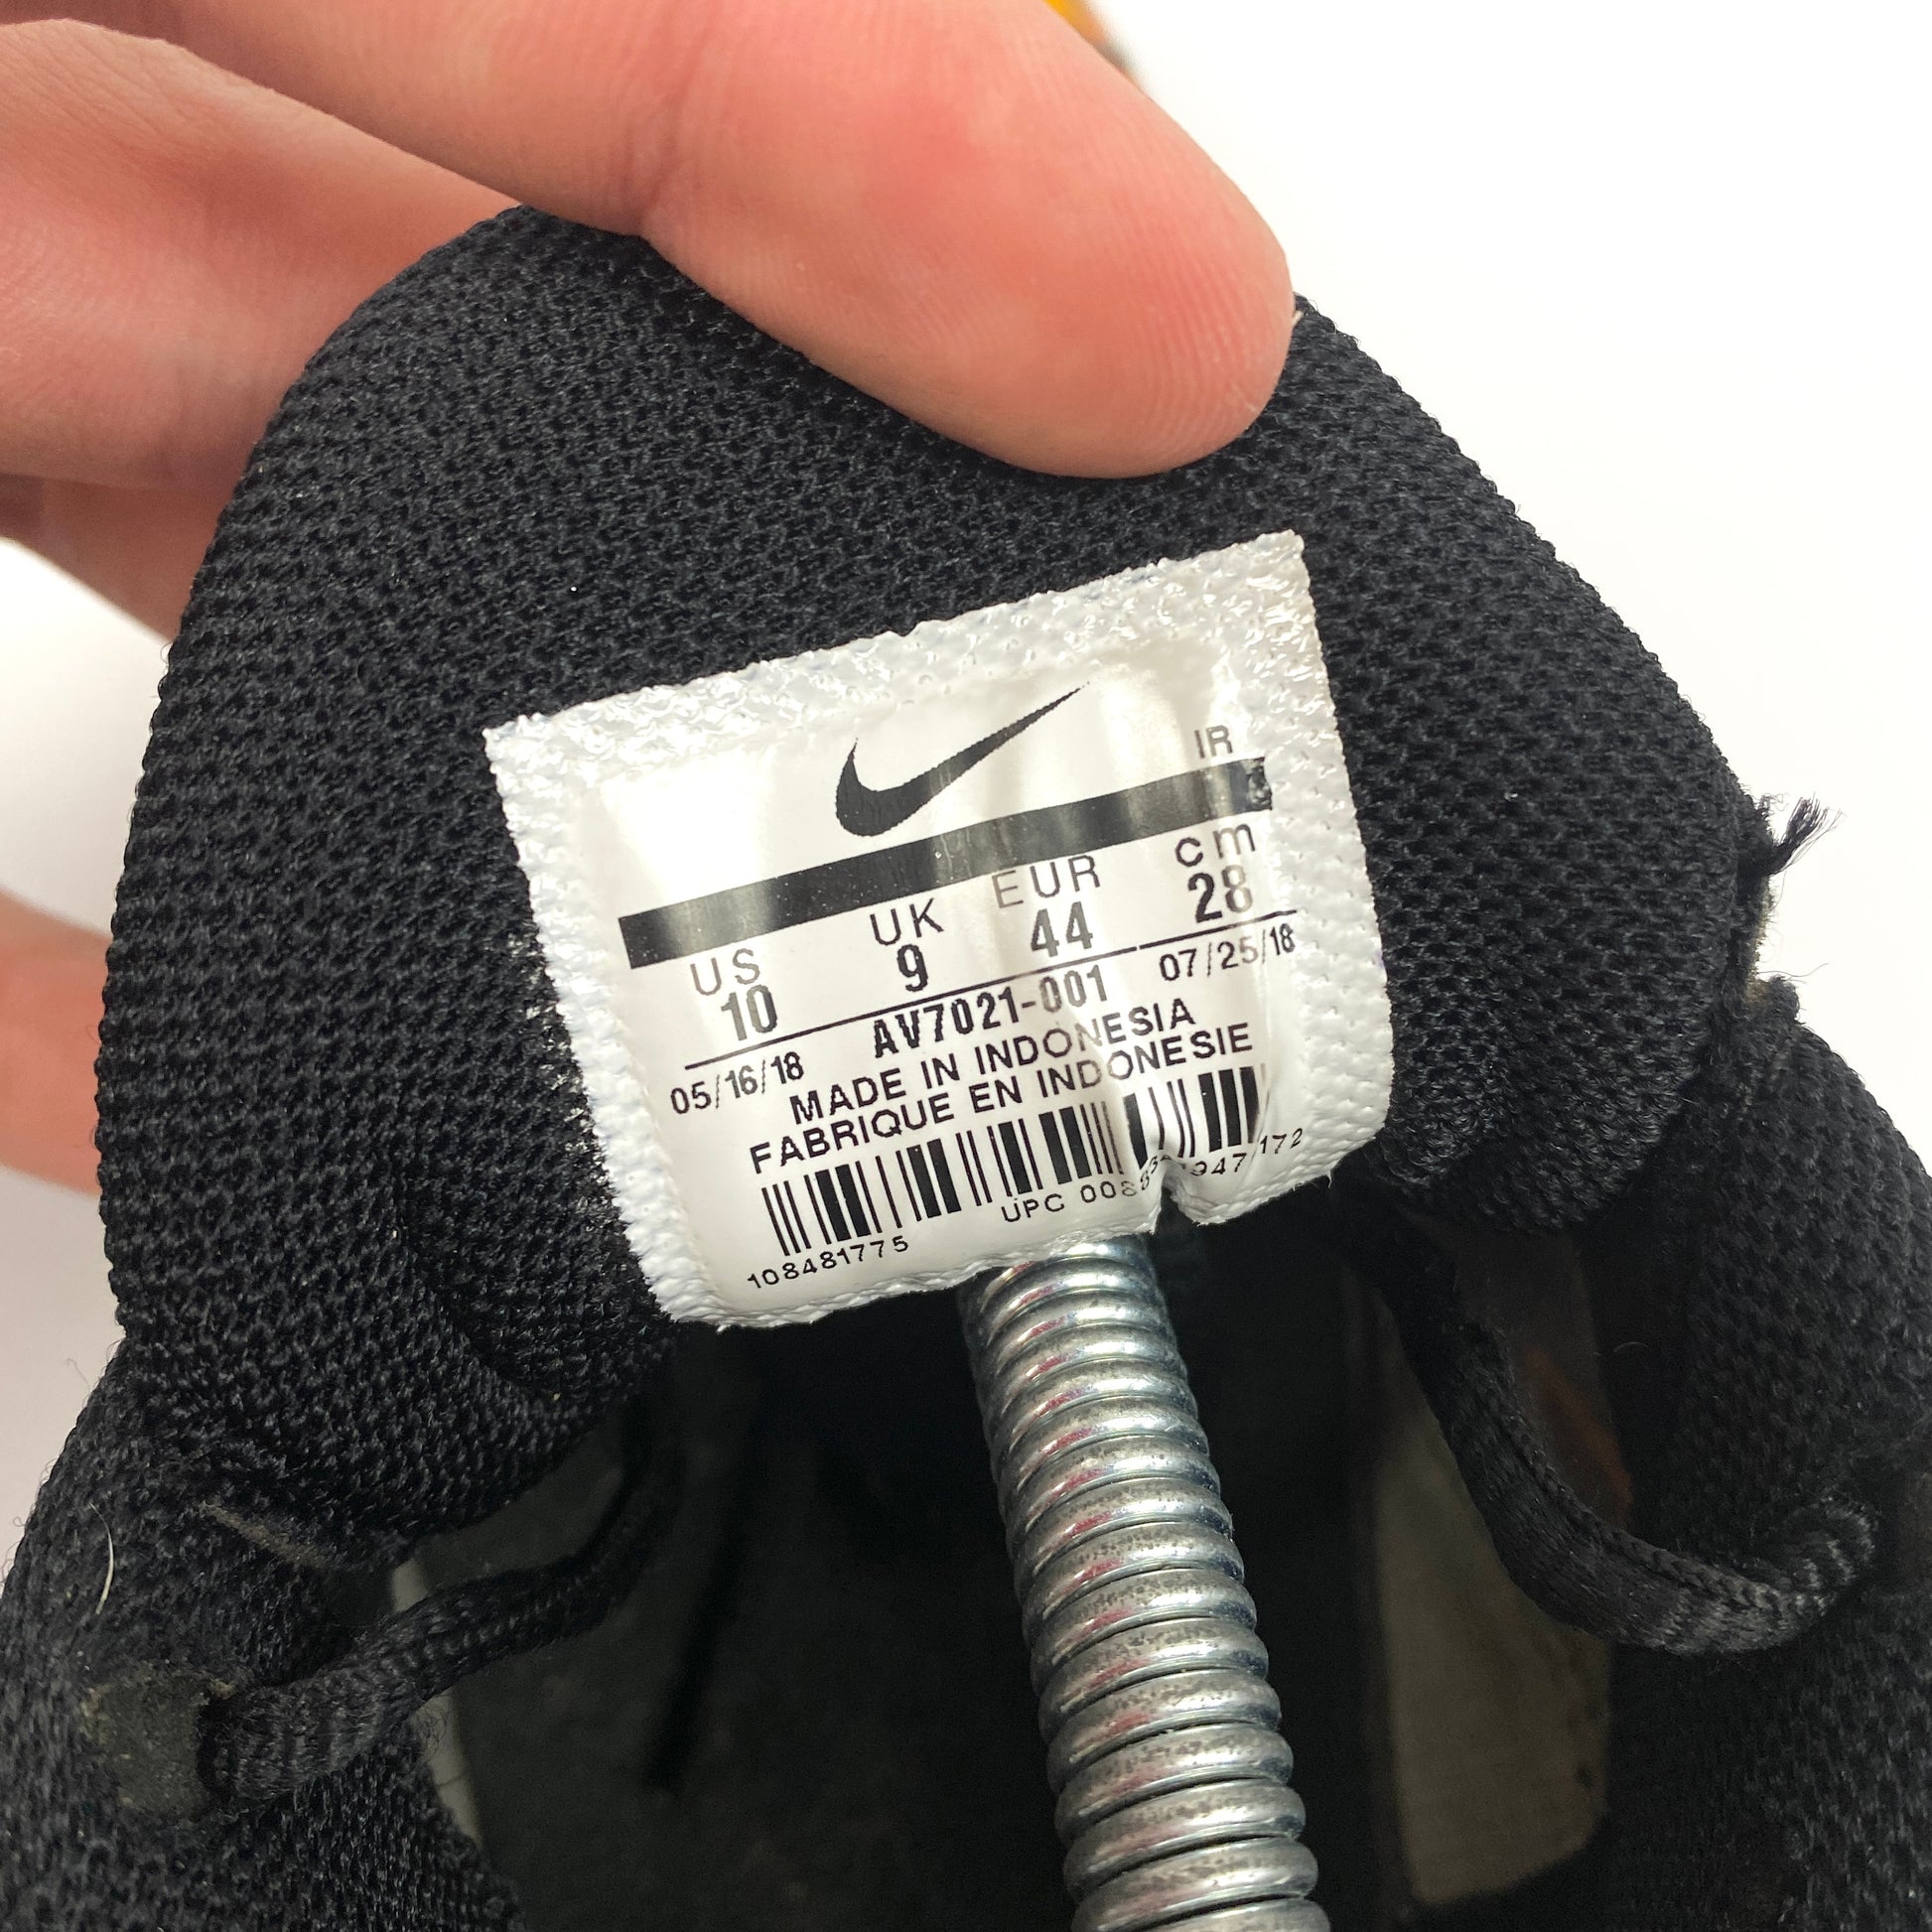 IR
US UK EUR cm
10 9 44 28
05/16/18 AV7021-001 07/25/18
MADE IN INDONESIA
FABRIQUE EN INDONESIE
108481775 UPC